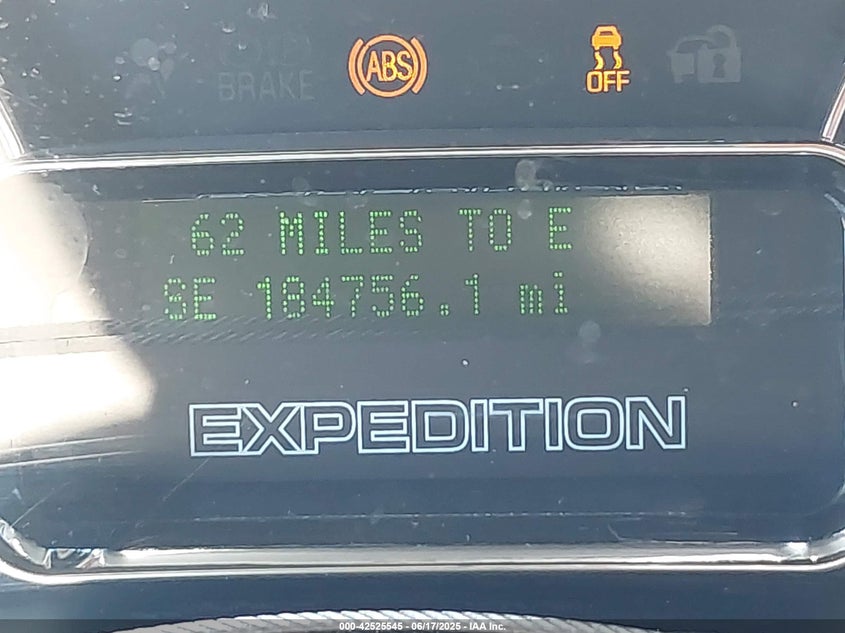 BRAKE
ABS
OFF
62 MILES TO E
SE 184756.1 mi
EXPEDITION
000-42525545 - 06/17/2025 - IAA Inc.